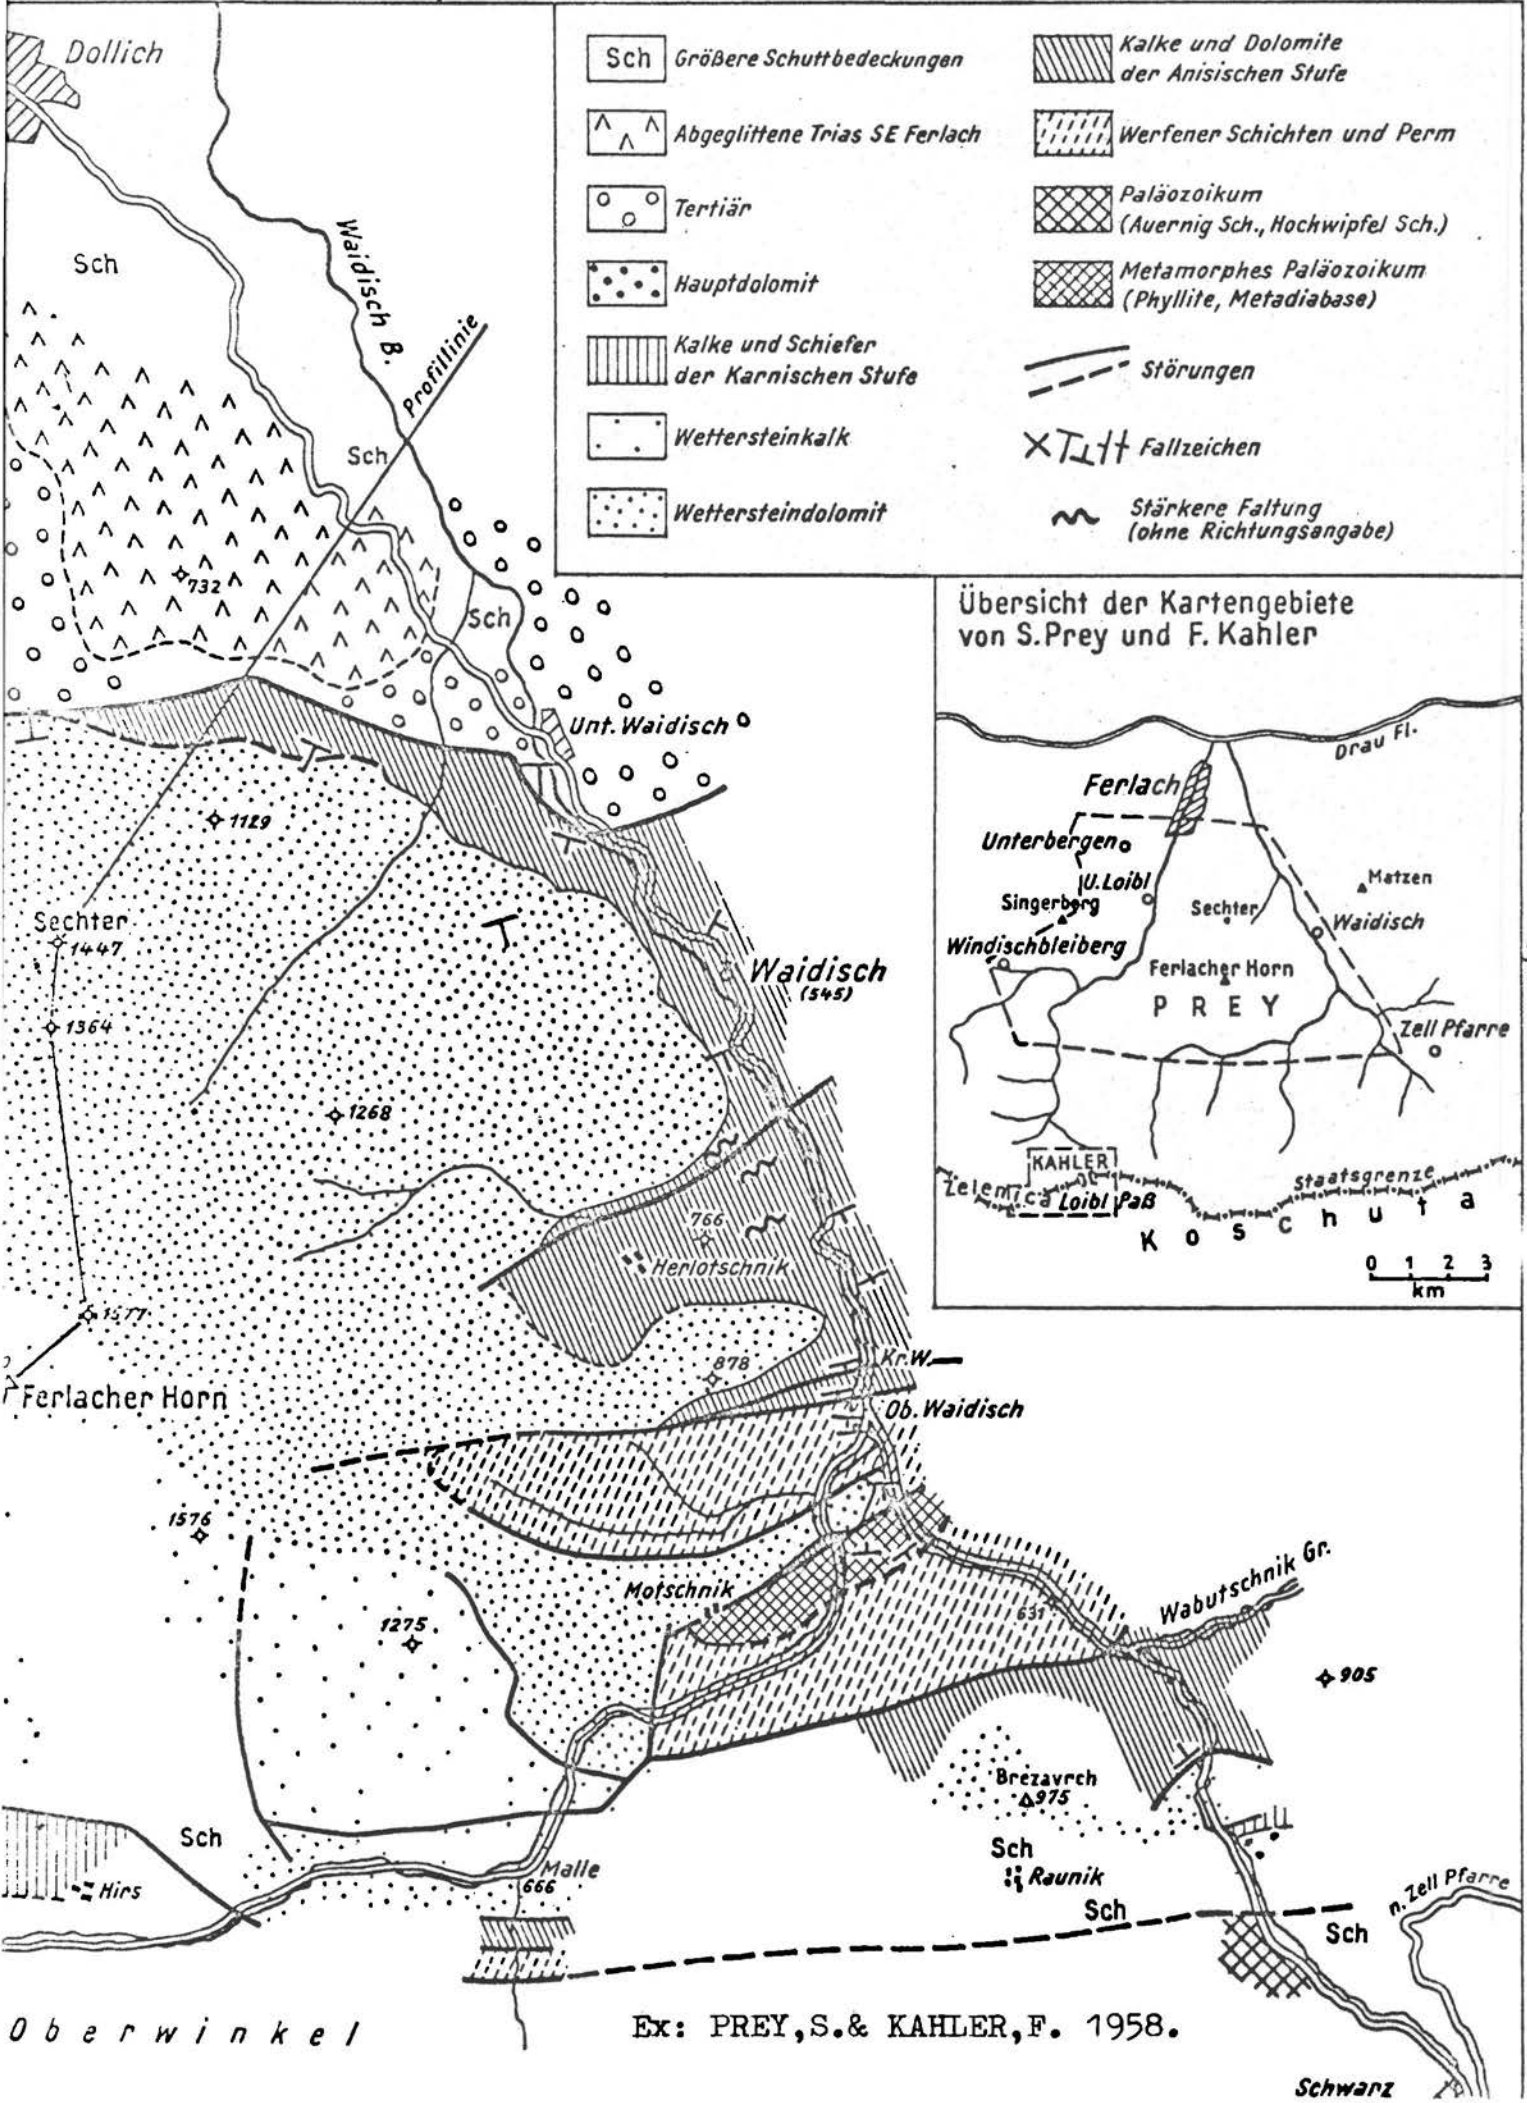 Dollich
Sch
Waidisch B.
Profillinie
Sch
732
Sch
Unt. Waidisch
1129
Sechter
1447
1364
Waidisch
(545)
1268
766
Herlotschnik
1577
Ferlacher Horn
878
Kr.W.
Ob. Waidisch
1576
Motschnik
1275
631
Wabutschnik Gr.
905
Brezavrch
975
Sch
Raunik
Sch
Sch
Hirs
Malle
666
Sch
n. Zell Pfarre
Oberwinkel
Ex: PREY,S.& KAHLER,F. 1958.
Schwarz
Sch Größere Schuttbedeckungen
Abgeglittene Trias SE Ferlach
Tertiär
Hauptdolomit
Kalke und Schiefer
der Karnischen Stufe
Wettersteinkalk
Wettersteindolomit
Kalke und Dolomite
der Anisischen Stufe
Werfener Schichten und Perm
Paläozoikum
(Auernig Sch., Hochwipfel Sch.)
Metamorphes Paläozoikum
(Phyllite, Metadiabase)
Störungen
Fallzeichen
Stärkere Faltung
(ohne Richtungsangabe)
Übersicht der Kartengebiete
von S.Prey und F. Kahler
Drau Fl.
Ferlach
Unterbergen
U.Loibl
Matzen
Singerberg
Sechter
Waidisch
Windischbleiberg
Ferlacher Horn
PREY
Zell Pfarre
KAHLER
Staatsgrenze
Zelemica
Loibl Paß
Koschuta
0 1 2 3
km